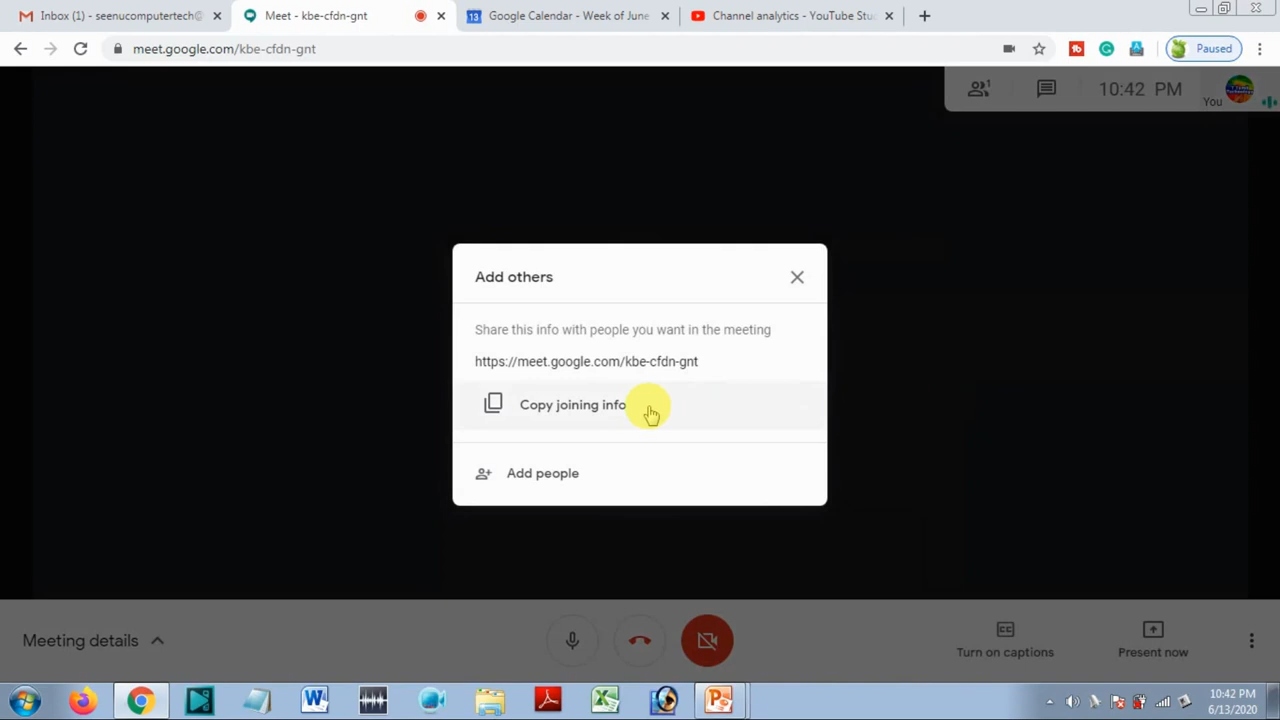 Inbox (1) - seenucomputertech@
Meet - kbe-cfdn-gnt
13
Google Calendar - Week of June
Channel analytics - YouTube Stu
meet.google.com/kbe-cfdn-gnt
Paused
1
10:42 PM
You
Add others
Share this info with people you want in the meeting
https://meet.google.com/kbe-cfdn-gnt
Copy joining info
Add people
Meeting details
CC
Turn on captions
Present now
10:42 PM
6/13/2020